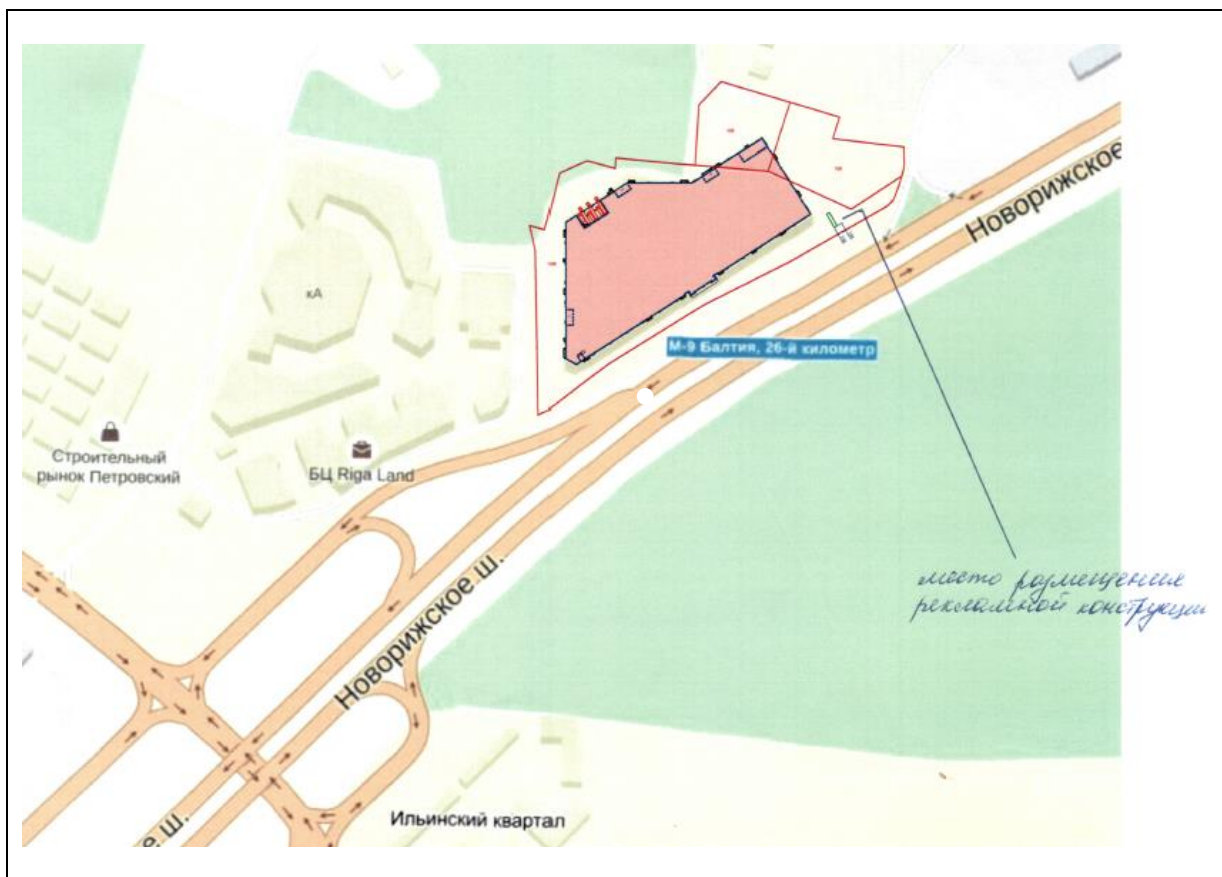 Новорижское
кА
М-9 Балтия, 26-й километр
Строительный
рынок Петровский
БЦ Riga Land
место размещения
рекламной конструкции
Новорижское ш.
ое ш.
Ильинский квартал